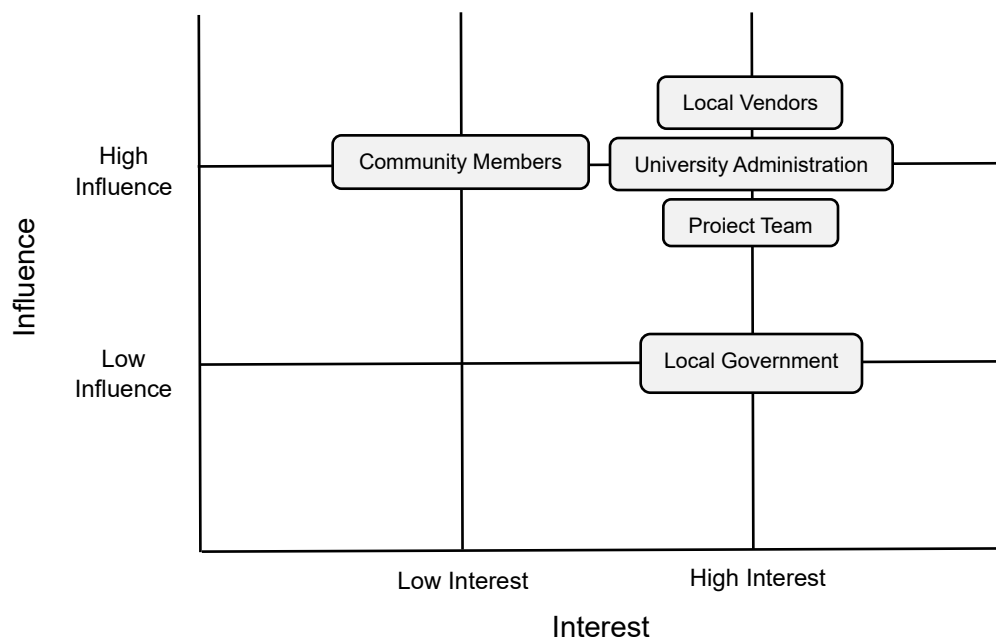 Local Vendors
High
Influence
Community Members
University Administration
Proiect Team
Influence
Low
Influence
Local Government
Low Interest
High Interest
Interest